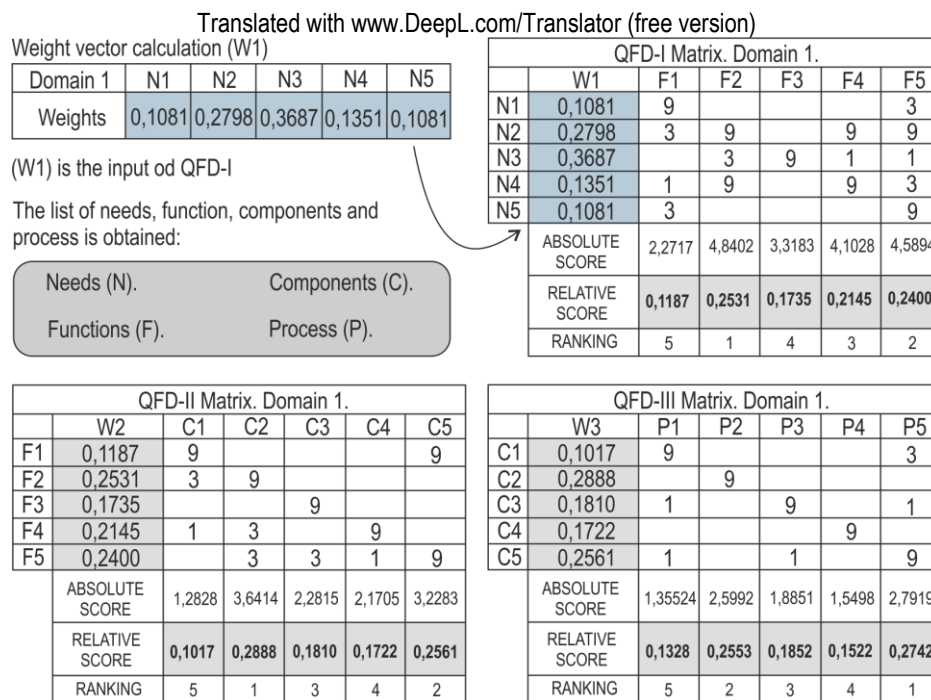 Translated with www.DeepL.com/Translator (free version)
Weight vector calculation (W1)
Domain 1 N1 N2 N3 N4 N5
Weights 0,1081 0,2798 0,3687 0,1351 0,1081
(W1) is the input od QFD-I
The list of needs, function, components and
process is obtained:
Needs (N). Components (C).
Functions (F). Process (P).
QFD-I Matrix. Domain 1.
W1 F1 F2 F3 F4 F5
N1 0,1081 9 3
N2 0,2798 3 9 9 9
N3 0,3687 3 9 1 1
N4 0,1351 1 9 9 3
N5 0,1081 3 9
ABSOLUTE
SCORE 2,2717 4,8402 3,3183 4,1028 4,5894
RELATIVE
SCORE 0,1187 0,2531 0,1735 0,2145 0,2400
RANKING 5 1 4 3 2
QFD-II Matrix. Domain 1.
W2 C1 C2 C3 C4 C5
F1 0,1187 9 9
F2 0,2531 3 9
F3 0,1735 9
F4 0,2145 1 3 9
F5 0,2400 3 3 1 9
ABSOLUTE
SCORE 1,2828 3,6414 2,2815 2,1705 3,2283
RELATIVE
SCORE 0,1017 0,2888 0,1810 0,1722 0,2561
RANKING 5 1 3 4 2
QFD-III Matrix. Domain 1.
W3 P1 P2 P3 P4 P5
C1 0,1017 9 3
C2 0,2888 9
C3 0,1810 1 9 1
C4 0,1722 9
C5 0,2561 1 1 9
ABSOLUTE
SCORE 1,35524 2,5992 1,8851 1,5498 2,7919
RELATIVE
SCORE 0,1328 0,2553 0,1852 0,1522 0,2742
RANKING 5 2 3 4 1